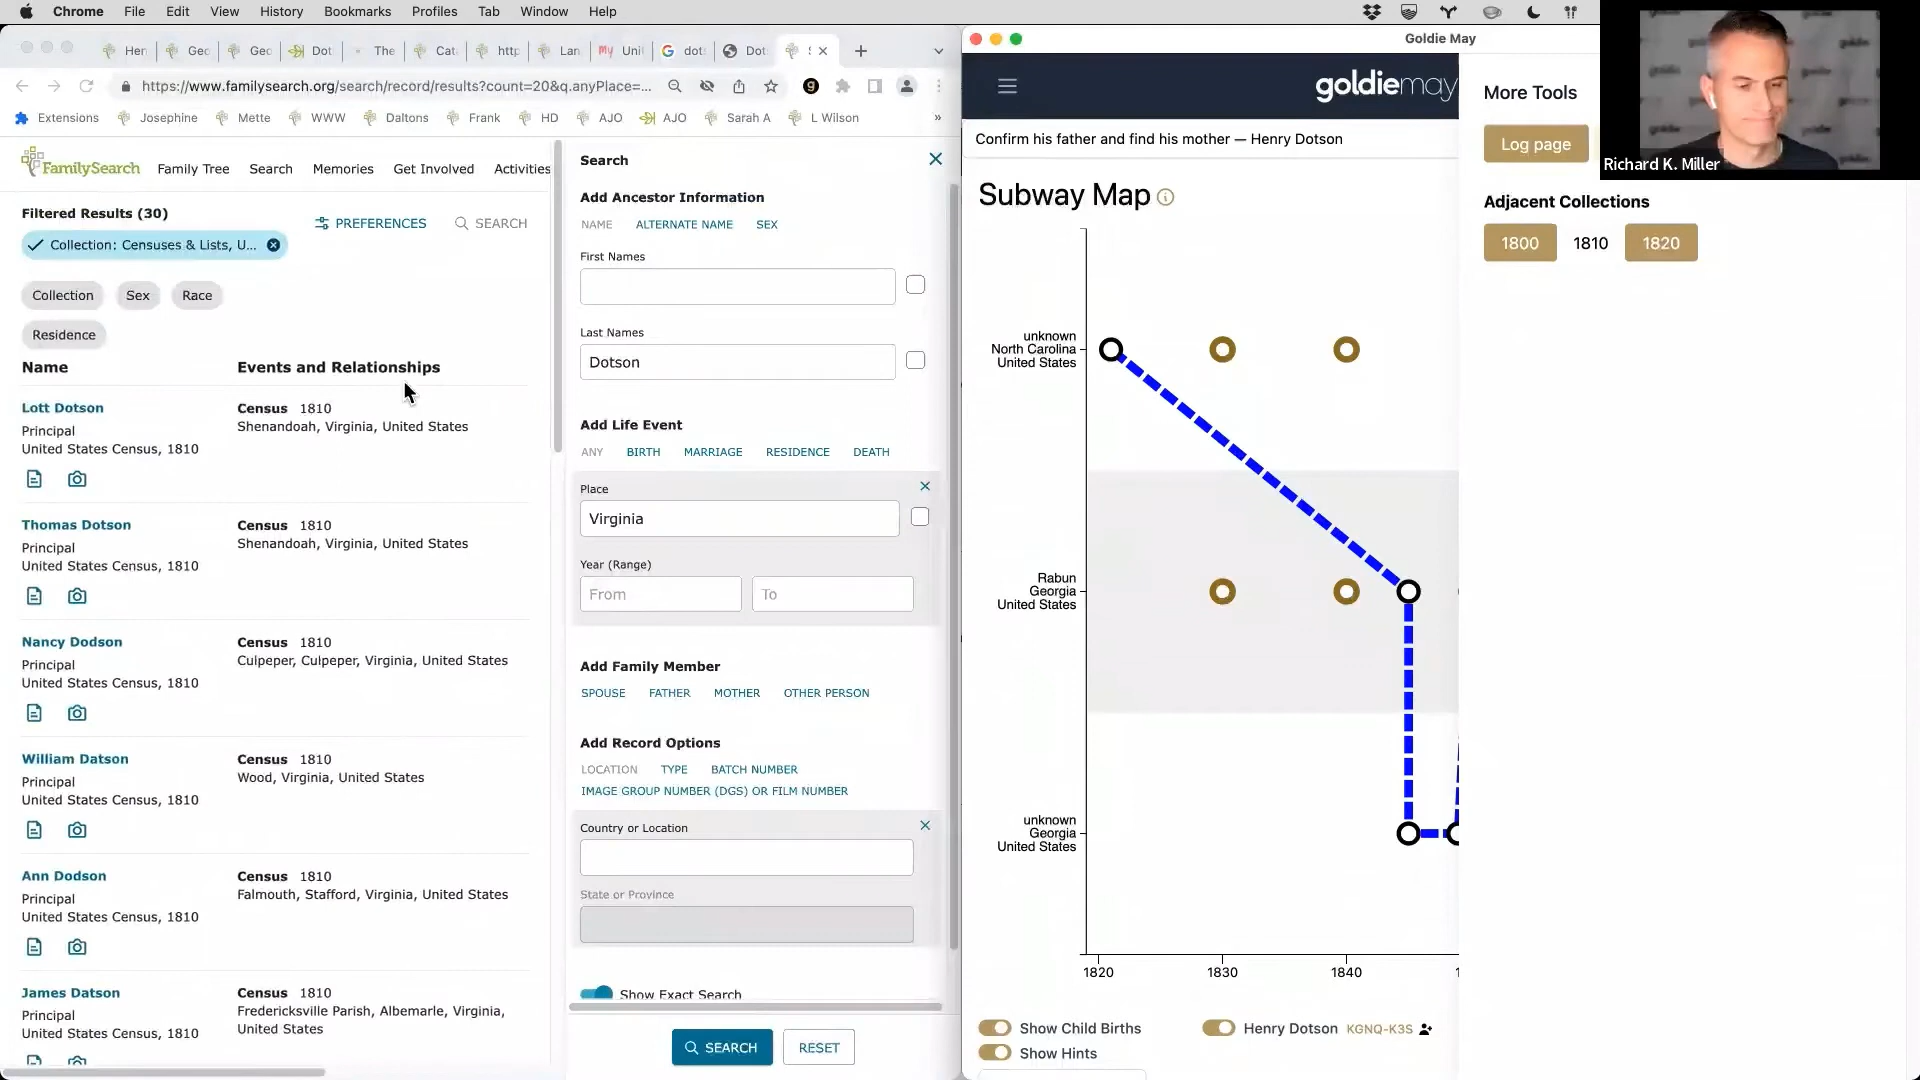 Chrome File Edit View History Bookmarks Profiles Tab Window Help
Her Geo Geo Dot The Cat http Lan my Uni G dots Dot
https://www.familysearch.org/search/record/results?count=20&q.anyPlace=...
Extensions Josephine Mette WWW Daltons Frank HD AJO AJO Sarah A L Wilson »
FamilySearch Family Tree Search Memories Get Involved Activities
Filtered Results (30)
PREFERENCES SEARCH
Collection: Censuses & Lists, U...
Collection Sex Race
Residence
Name Events and Relationships
Lott Dotson
Principal
United States Census, 1810
Census 1810
Shenandoah, Virginia, United States
Thomas Dotson
Principal
United States Census, 1810
Census 1810
Shenandoah, Virginia, United States
Nancy Dodson
Principal
United States Census, 1810
Census 1810
Culpeper, Culpeper, Virginia, United States
William Datson
Principal
United States Census, 1810
Census 1810
Wood, Virginia, United States
Ann Dodson
Principal
United States Census, 1810
Census 1810
Falmouth, Stafford, Virginia, United States
James Datson
Principal
United States Census, 1810
Census 1810
Fredericksville Parish, Albemarle, Virginia,
United States
Search
Add Ancestor Information
NAME ALTERNATE NAME SEX
First Names
Last Names
Dotson
Add Life Event
ANY BIRTH MARRIAGE RESIDENCE DEATH
Place
Virginia
Year (Range)
From To
Add Family Member
SPOUSE FATHER MOTHER OTHER PERSON
Add Record Options
LOCATION TYPE BATCH NUMBER
IMAGE GROUP NUMBER (DGS) OR FILM NUMBER
Country or Location
State or Province
Show Exact Search
SEARCH RESET
Goldie May
goldiemay
Confirm his father and find his mother — Henry Dotson
Subway Map
unknown
North Carolina
United States
Rabun
Georgia
United States
unknown
Georgia
United States
1820 1830 1840 1
Show Child Births Henry Dotson KGNQ-K3S
Show Hints
More Tools
Log page
Adjacent Collections
1800 1810 1820
Richard K. Miller